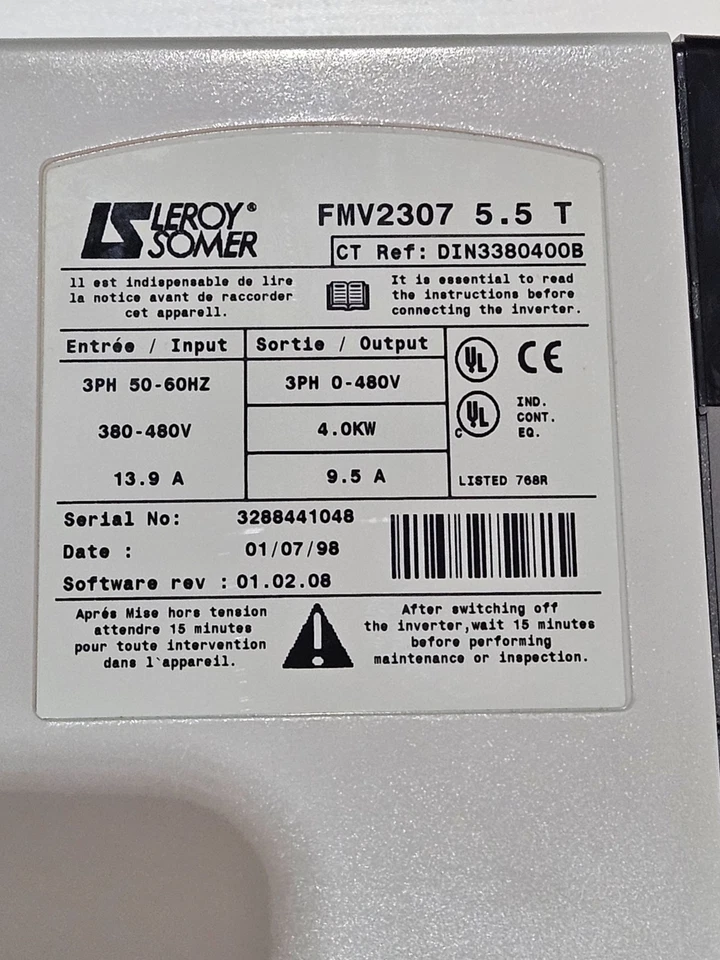 LEROY®
SOMER
FMV2307 5.5 T
CT Ref: DIN3380400B
Il est indispensable de lire
la notice avant de raccorder
cet apparell.
It is essential to read
the instructions before
connecting the inverter.
Entrée / Input
Sortie / Output
3PH 50-60HZ
3PH 0-480V
380-480V
4.0KW
13.9 A
9.5 A
UL
CE
c UL
IND.
CONT.
EQ.
LISTED 768R
Serial No: 3288441048
Date : 01/07/98
Software rev : 01.02.08
Aprés Mise hors tension
attendre 15 minutes
pour toute intervention
dans l`appareil.
After switching off
the inverter,wait 15 minutes
before performing
maintenance or inspection.